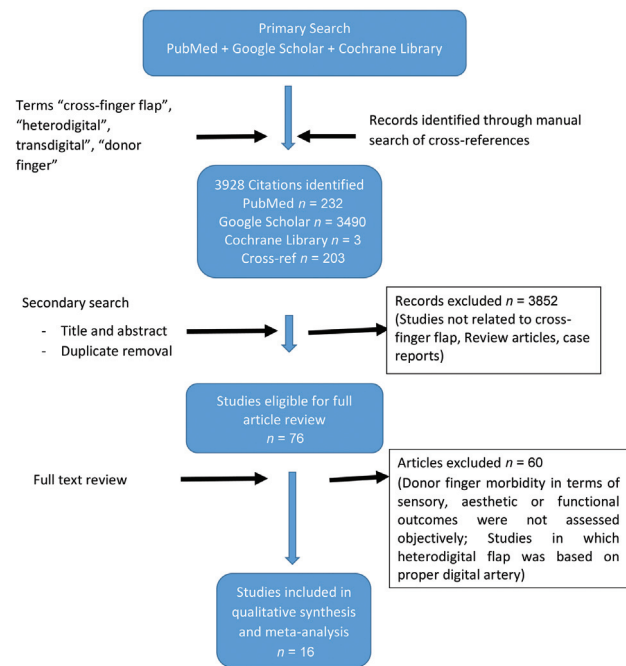 Primary Search
PubMed + Google Scholar + Cochrane Library
Terms “cross-finger flap”,
“heterodigital”,
transdigital”, “donor
finger”
Records identified through manual
search of cross-references
3928 Citations identified
PubMed n = 232
Google Scholar n = 3490
Cochrane Library n = 3
Cross-ref n = 203
Secondary search
- Title and abstract
- Duplicate removal
Records excluded n = 3852
(Studies not related to cross-
finger flap, Review articles, case
reports)
Studies eligible for full
article review
n = 76
Full text review
Articles excluded n = 60
(Donor finger morbidity in terms of
sensory, aesthetic or functional
outcomes were not assessed
objectively; Studies in which
heterodigital flap was based on
proper digital artery)
Studies included in
qualitative synthesis
and meta-analysis
n = 16